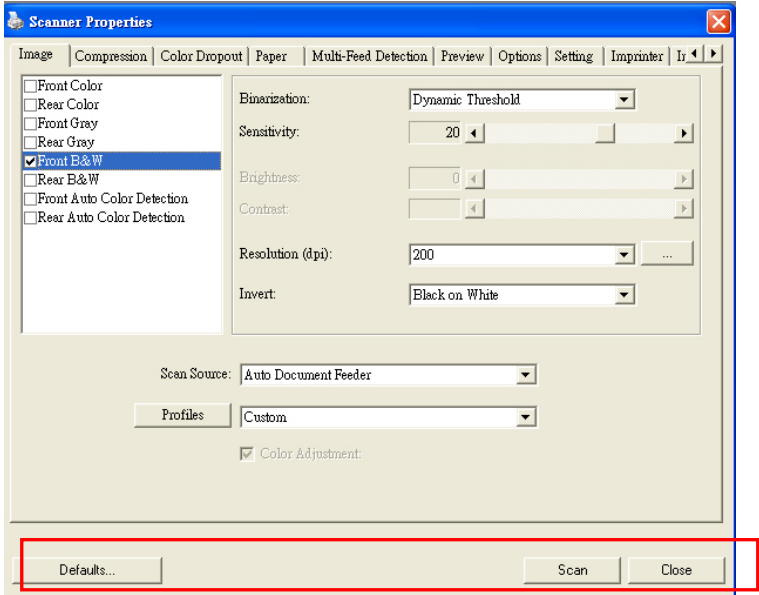 Scanner Properties
Image Compression Color Dropout Paper Multi-Feed Detection Preview Options Setting Imprinter
Front Color
Rear Color
Front Gray
Rear Gray
Front B&W
Rear B&W
Front Auto Color Detection
Rear Auto Color Detection
Binarization: Dynamic Threshold
Sensitivity: 20
Brightness: 0
Contrast:
Resolution (dpi): 200 ...
Invert: Black on White
Scan Source: Auto Document Feeder
Profiles Custom
Color Adjustment:
Defaults... Scan Close